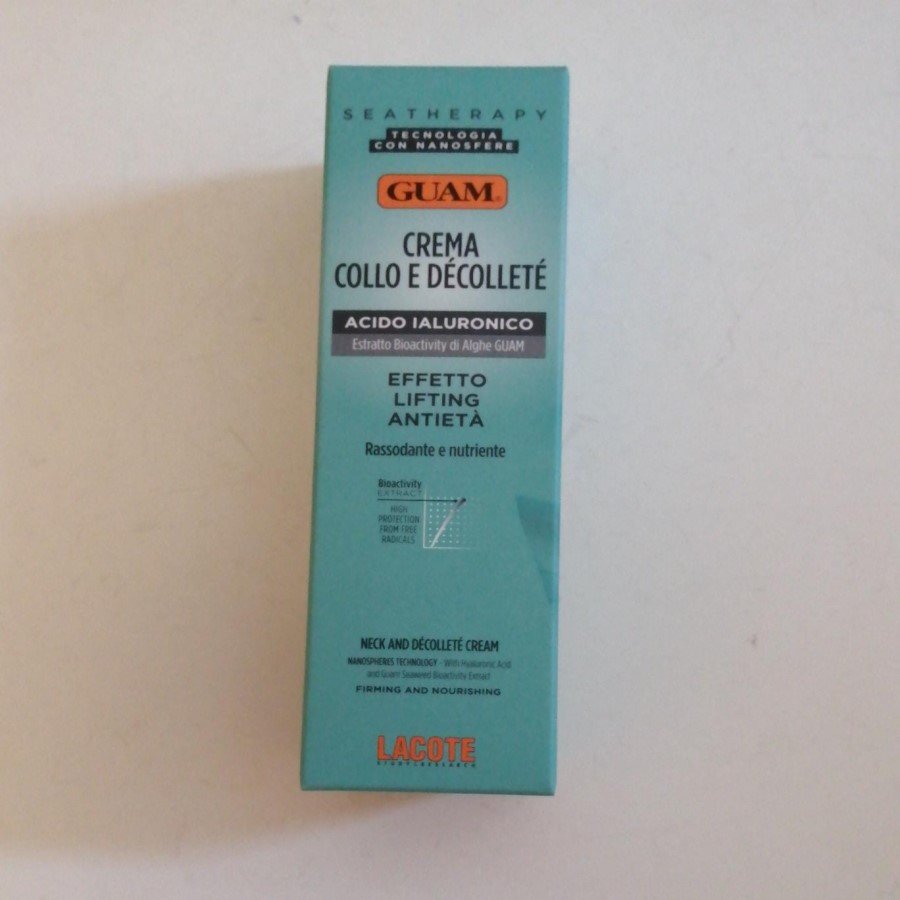 SEATHERAPY
TECNOLOGIA
CON NANOSFERE
GUAM®
CREMA
COLLO E DÉCOLLETÉ
ACIDO IALURONICO
Estratto Bioactivity di Alghe GUAM
EFFETTO
LIFTING
ANTIETÀ
Rassodante e nutriente
Bioactivity
EXTRACT
HIGH
PROTECTION
FROM FREE
RADICALS
NECK AND DÉCOLLETÉ CREAM
NANOSPHERES TECHNOLOGY - With Hyaluronic Acid
and Guam Seaweed Bioactivity Extract
FIRMING AND NOURISHING
LACOTE
STUDY&RESEARCH